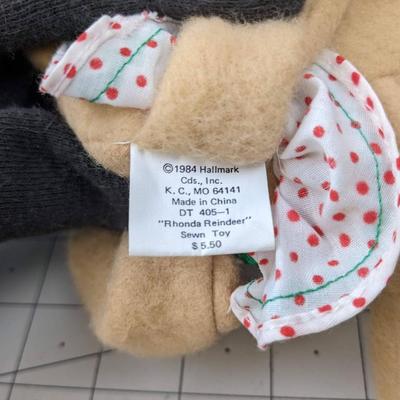 ©1984 Hallmark
Cds., Inc.
K. C., MO 64141
Made in China
DT 405-1
"Rhonda Reindeer"
Sewn Toy
$5.50